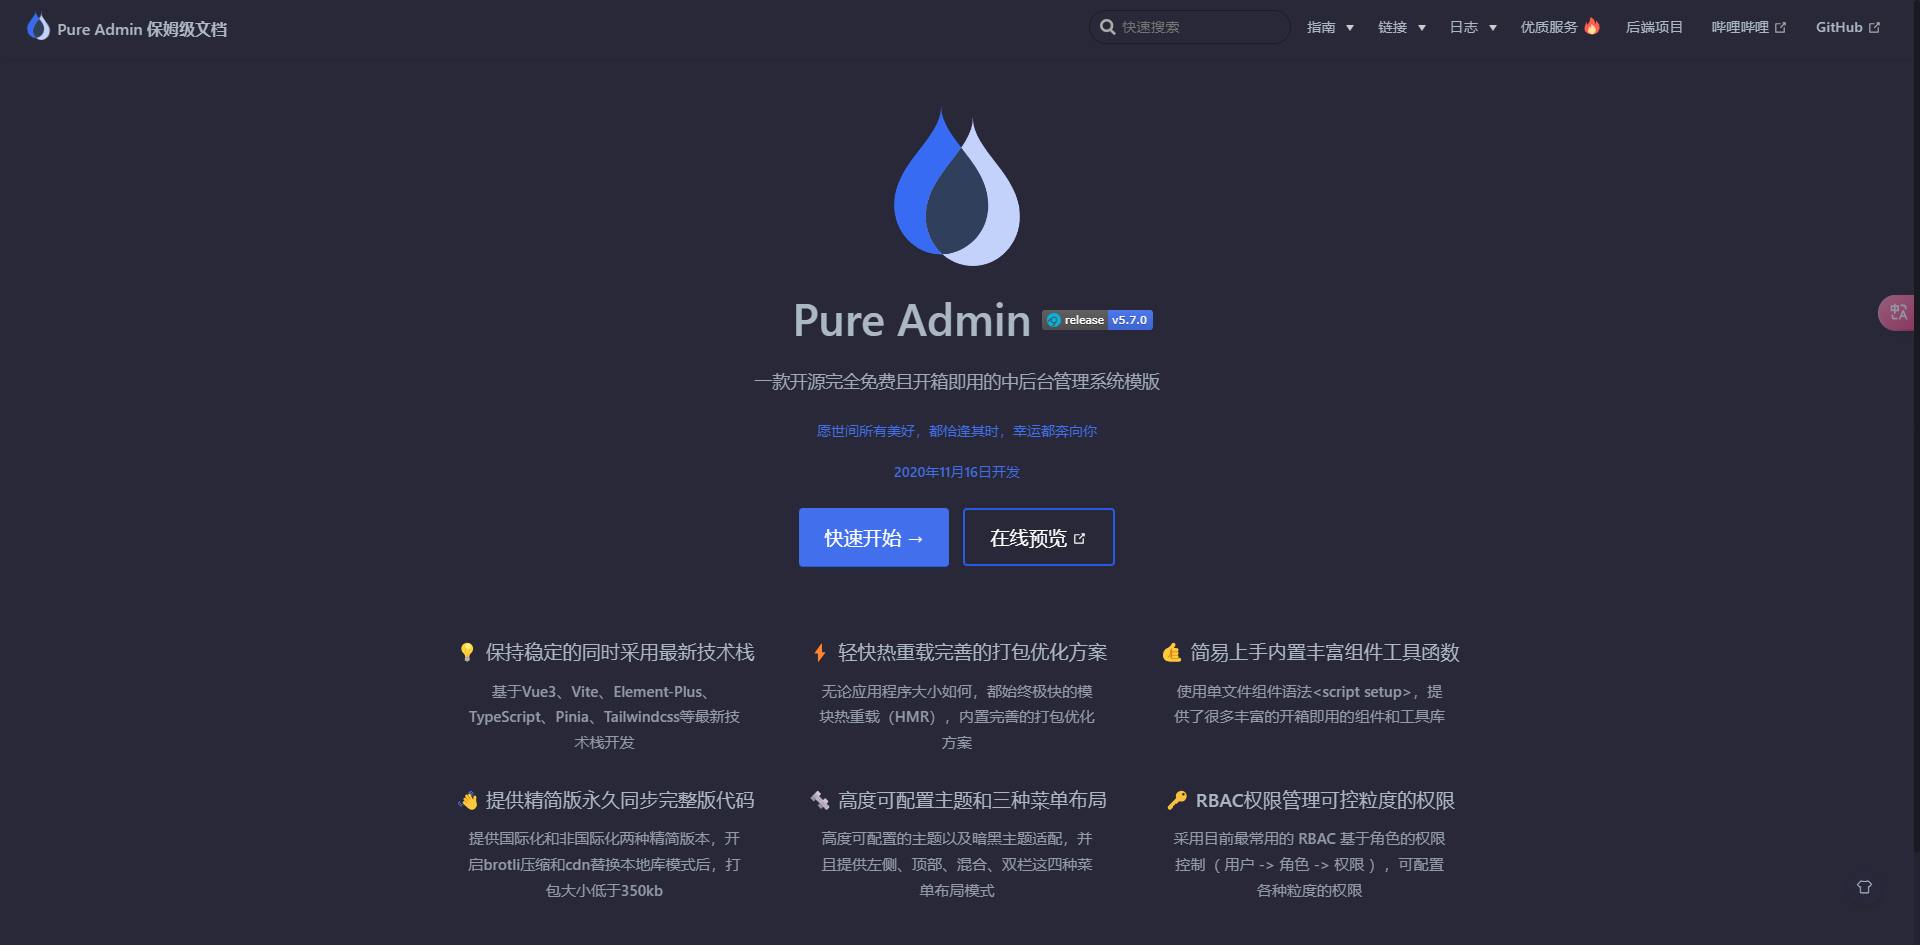 Pure Admin 保姆级文档
快速搜索
指南
链接
日志
优质服务 🔥
后端项目
哔哩哔哩
GitHub
Pure Admin
release v5.7.0
一款开源完全免费且开箱即用的中后台管理系统模版
愿世间所有美好，都恰逢其时，幸运都奔向你
2020年11月16日开发
快速开始 →
在线预览
💡 保持稳定的同时采用最新技术栈
基于Vue3、Vite、Element-Plus、
TypeScript、Pinia、Tailwindcss等最新技
术栈开发
⚡ 轻快热重载完善的打包优化方案
无论应用程序大小如何，都始终极快的模
块热重载（HMR），内置完善的打包优化
方案
👍 简易上手内置丰富组件工具函数
使用单文件组件语法<script setup>，提
供了很多丰富的开箱即用的组件和工具库
👋 提供精简版永久同步完整版代码
提供国际化和非国际化两种精简版本，开
启brotli压缩和cdn替换本地库模式后，打
包大小低于350kb
🔩 高度可配置主题和三种菜单布局
高度可配置的主题以及暗黑主题适配，并
且提供左侧、顶部、混合、双栏这四种菜
单布局模式
🔑 RBAC权限管理可控粒度的权限
采用目前最常用的 RBAC 基于角色的权限
控制（ 用户 -> 角色 -> 权限 ），可配置
各种粒度的权限